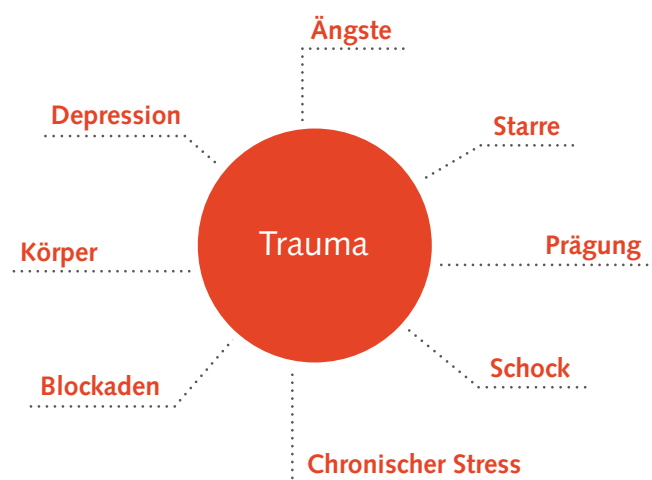 Ängste
Depression
Starre
Trauma
Körper
Prägung
Blockaden
Schock
Chronischer Stress